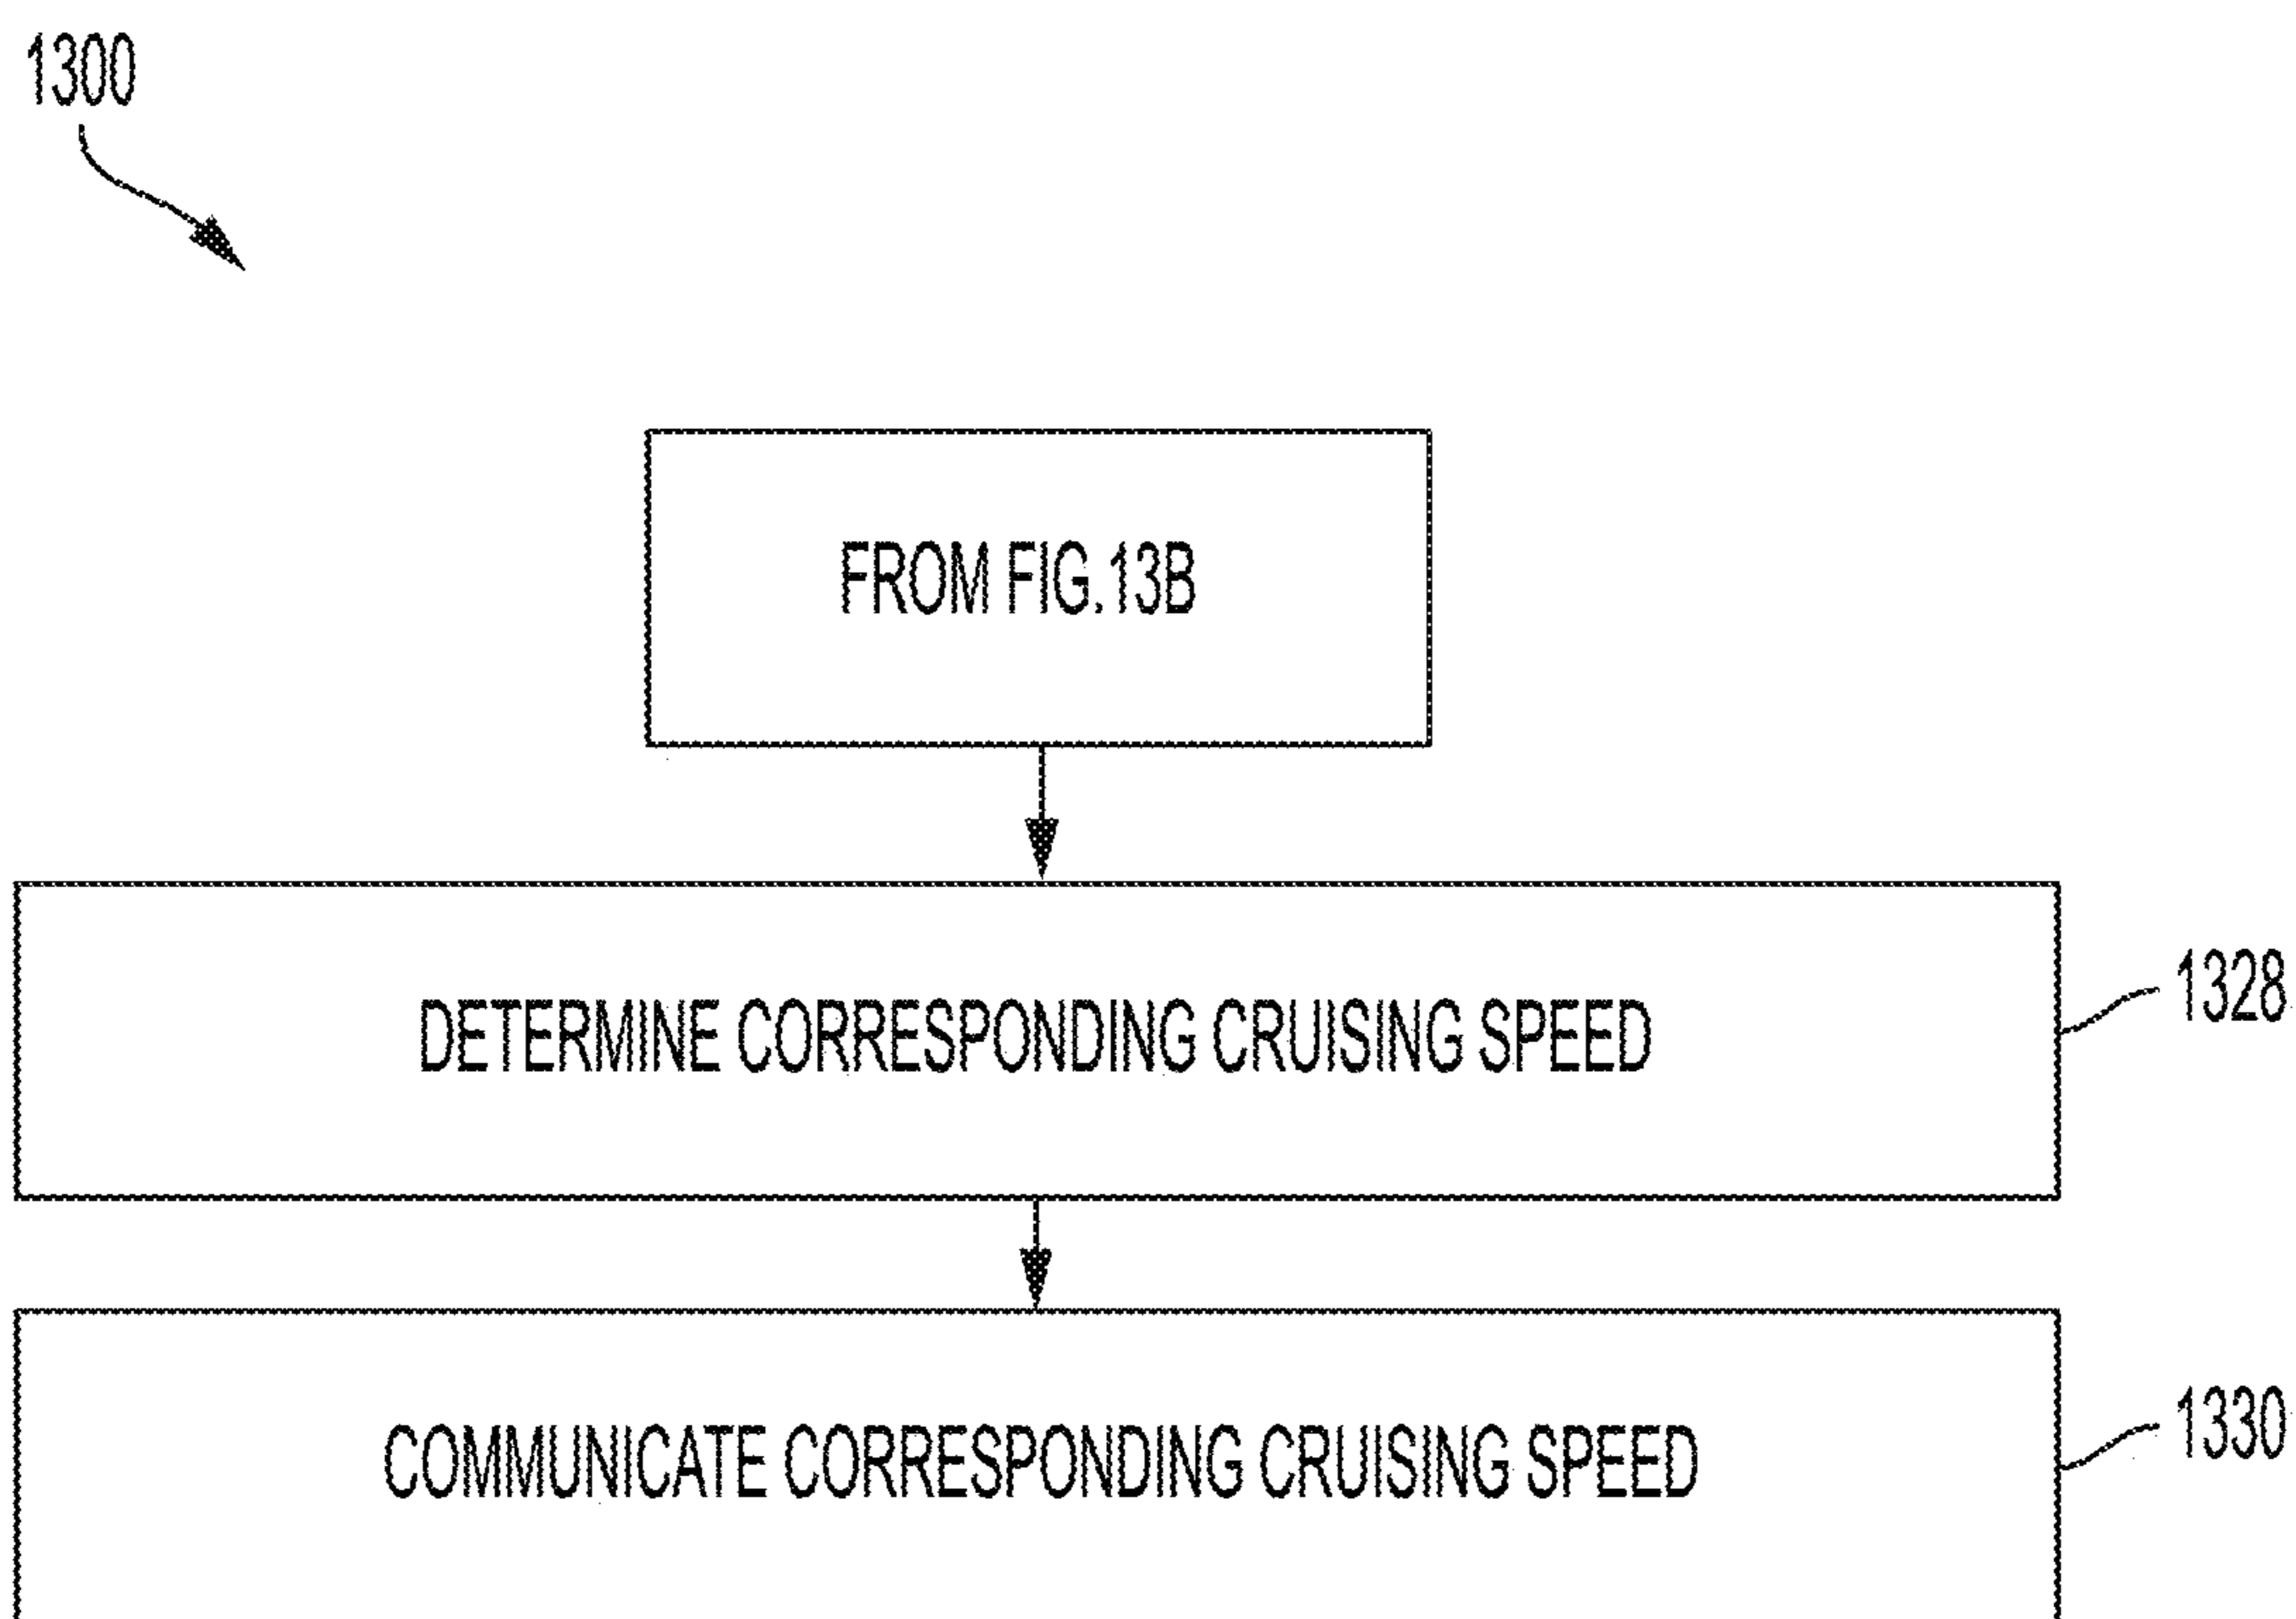 1300
FROM FIG.13B
DETERMINE CORRESPONDING CRUISING SPEED
1328
COMMUNICATE CORRESPONDING CRUISING SPEED
1330